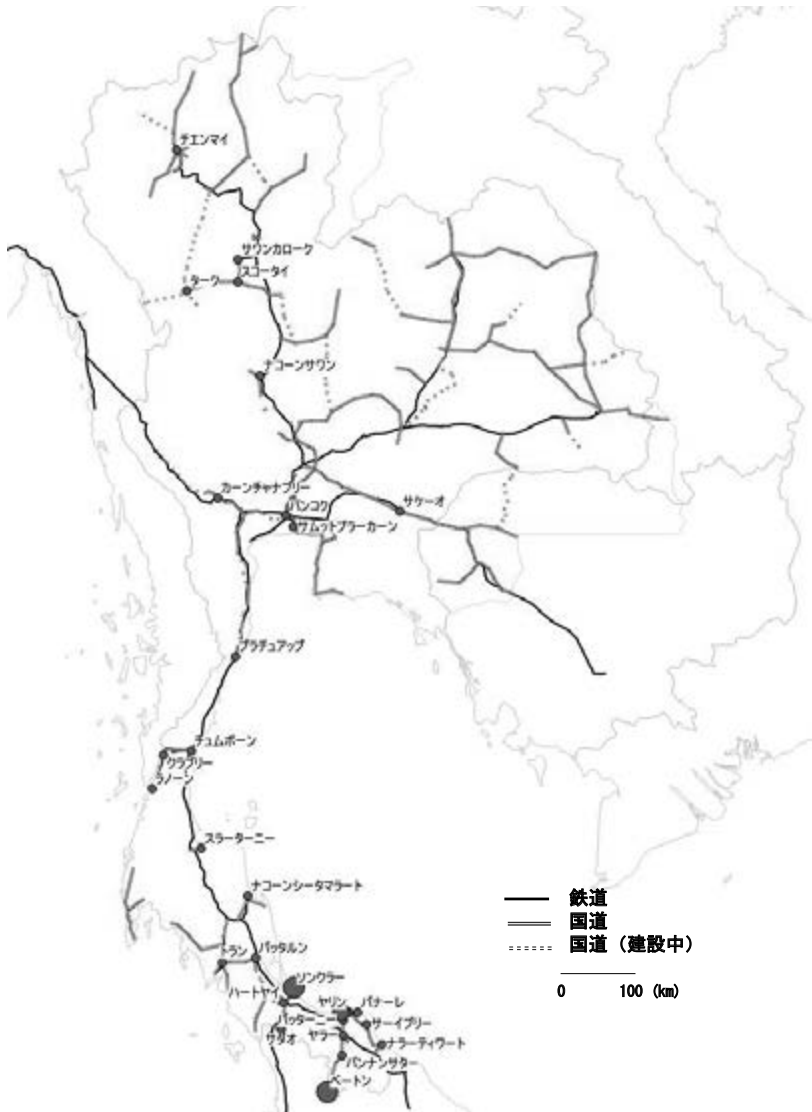 チエンマイ
サワンカローク
スコータイ
ターク
ナコーンサワン
カーンチャナブリー
バンコク
サケーオ
サムットプラーカーン
プラチュアップ
チュムポーン
クラブリー
ラノーン
スラーターニー
ナコーンシータマラート
トラン
パッタルン
ソンクラー
ハートヤイ
ヤリン
パナーレ
パッターニー
サーイブリー
サダオ
ヤラー
ナラーティワート
バンナンサター
ベートン
鉄道
国道
国道（建設中）
0 100 (km)